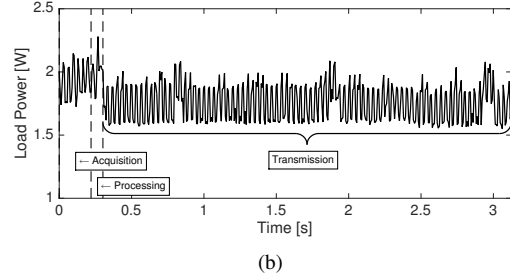 2.5
2
1.5
1
Load Power [W]
← Acquisition
← Processing
Transmission
0 0.5 1 1.5 2 2.5 3
Time [s]
(b)